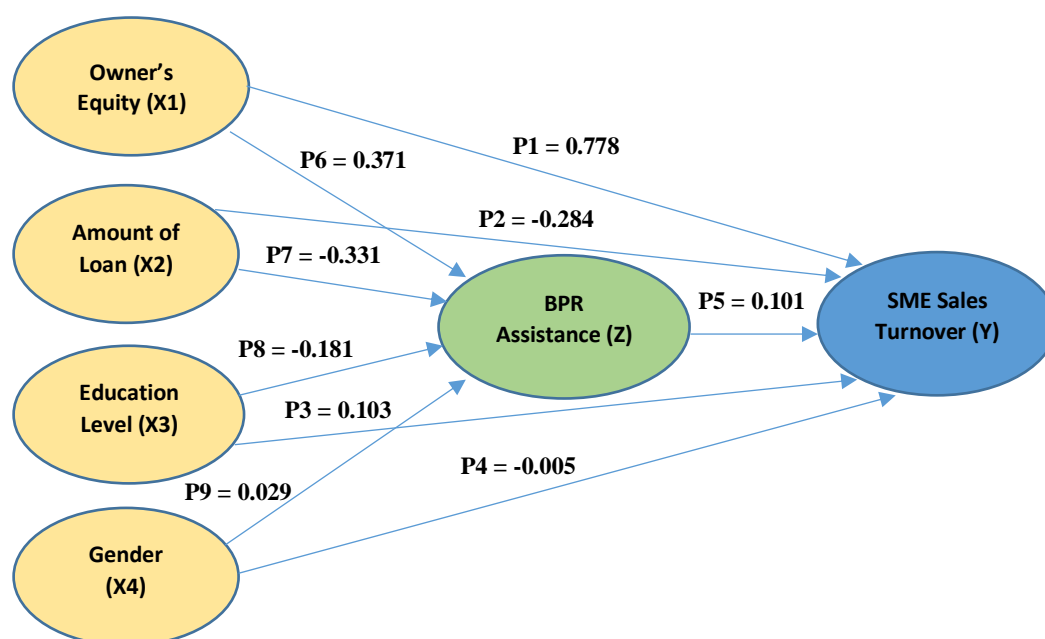 Owner’s
Equity (X1)
P1 = 0.778
P6 = 0.371
P2 = -0.284
Amount of
Loan (X2)
P7 = -0.331
BPR
Assistance (Z)
P5 = 0.101
SME Sales
Turnover (Y)
P8 = -0.181
Education
Level (X3)
P3 = 0.103
P4 = -0.005
P9 = 0.029
Gender
(X4)